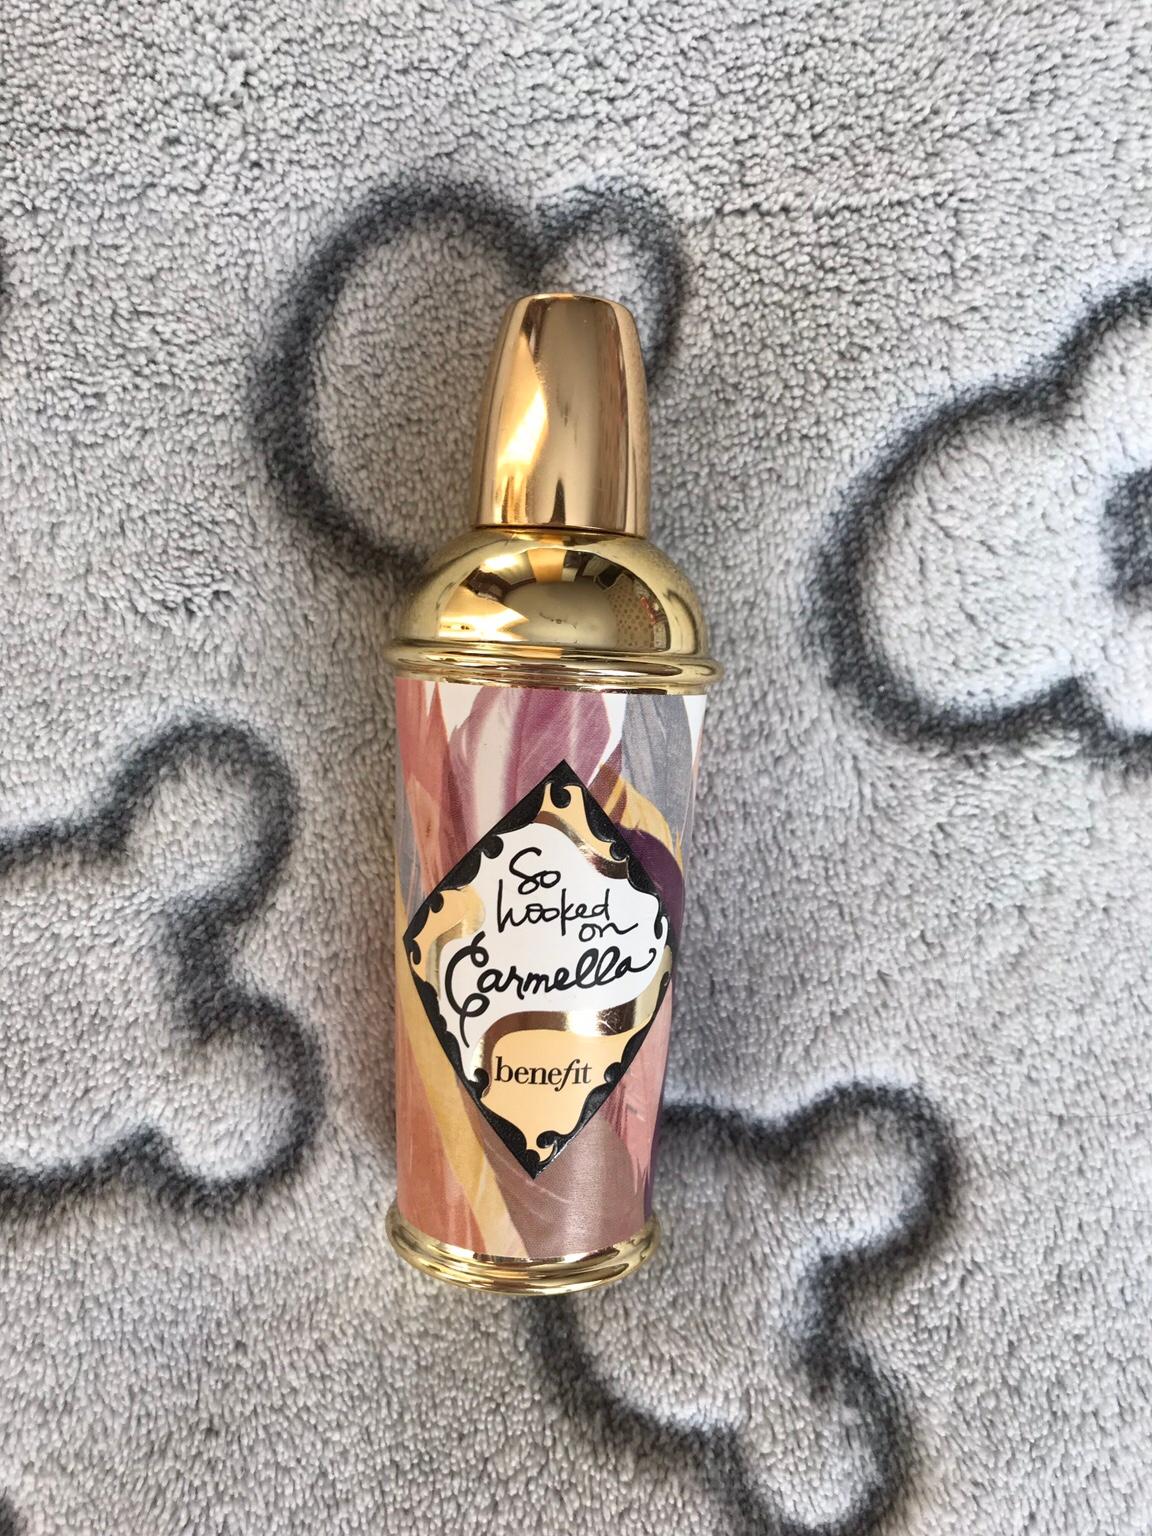 So
hooked
on
Carmella
benefit